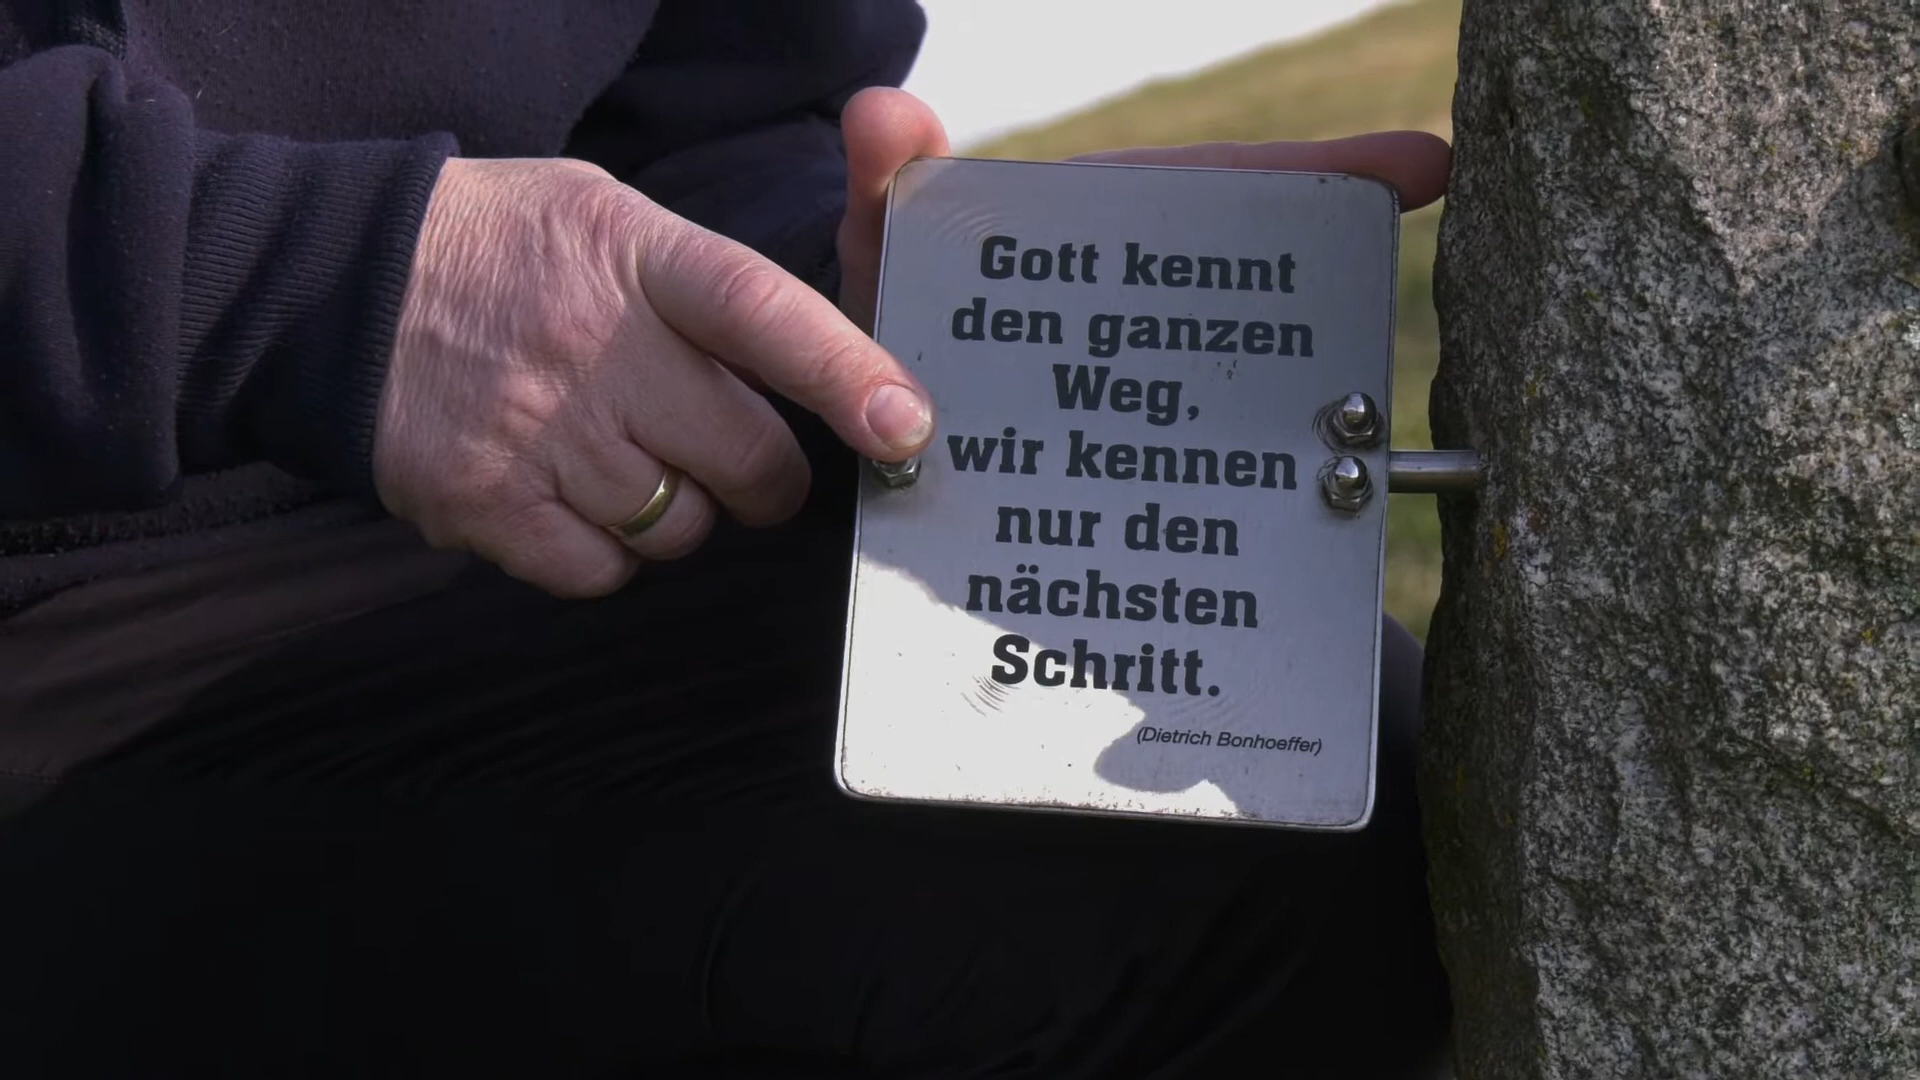 Gott kennt
den ganzen
Weg,
wir kennen
nur den
nächsten
Schritt.
(Dietrich Bonhoeffer)